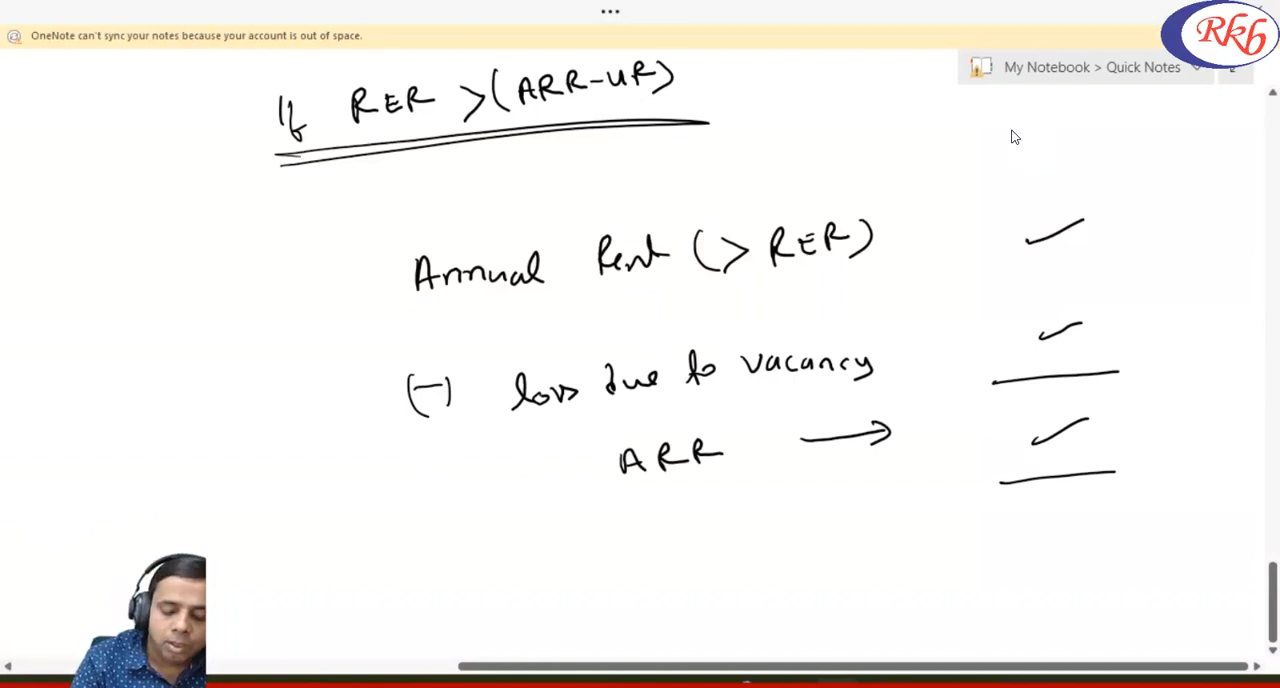 ...
OneNote can't sync your notes because your account is out of space.
RKb
My Notebook > Quick Notes
If RER > (ARR-UR)
Annual Rent (> RER) ✓
(-) loss due to vacancy ✓
ARR → ✓